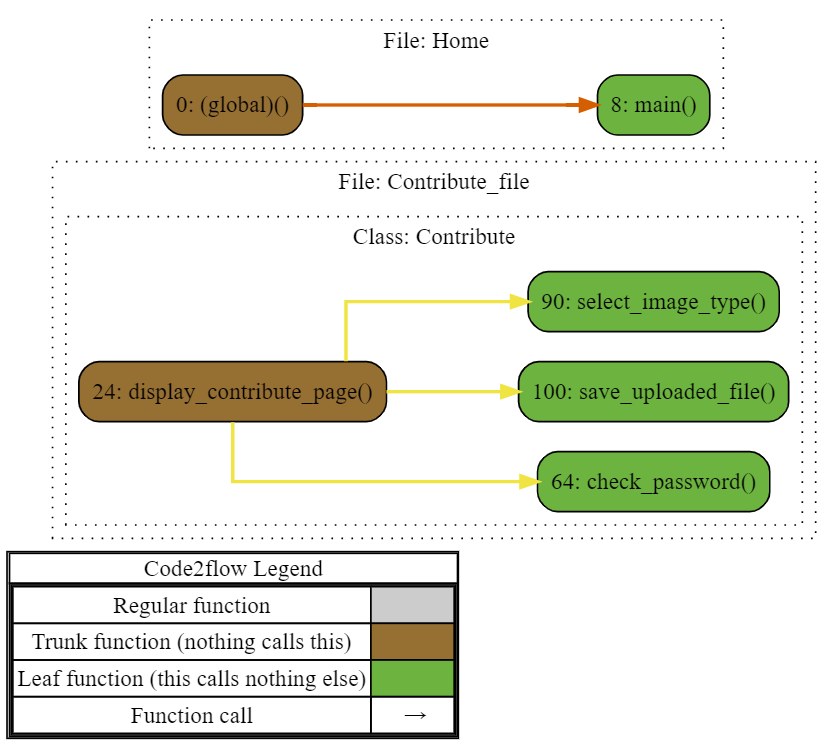 File: Home
0: (global)()
8: main()
File: Contribute_file
Class: Contribute
90: select_image_type()
24: display_contribute_page()
100: save_uploaded_file()
64: check_password()
Code2flow Legend
Regular function
Trunk function (nothing calls this)
Leaf function (this calls nothing else)
Function call →